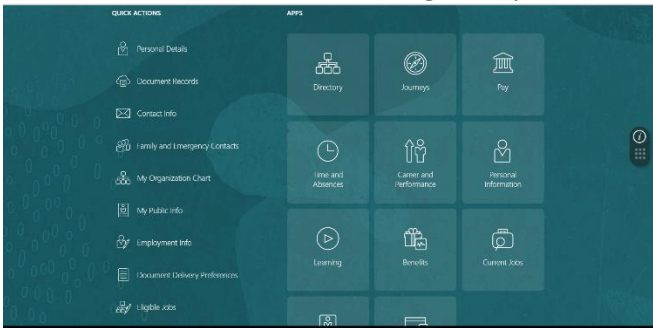 QUICK ACTIONS
Personal Details
Document Records
Contact Info
Family and Emergency Contacts
My Organization Chart
My Public Info
Employment Info
Document Delivery Preferences
Eligible Jobs
APPS
Directory
Journeys
Pay
Time and
Absences
Career and
Performance
Personal
Information
Learning
Benefits
Current Jobs